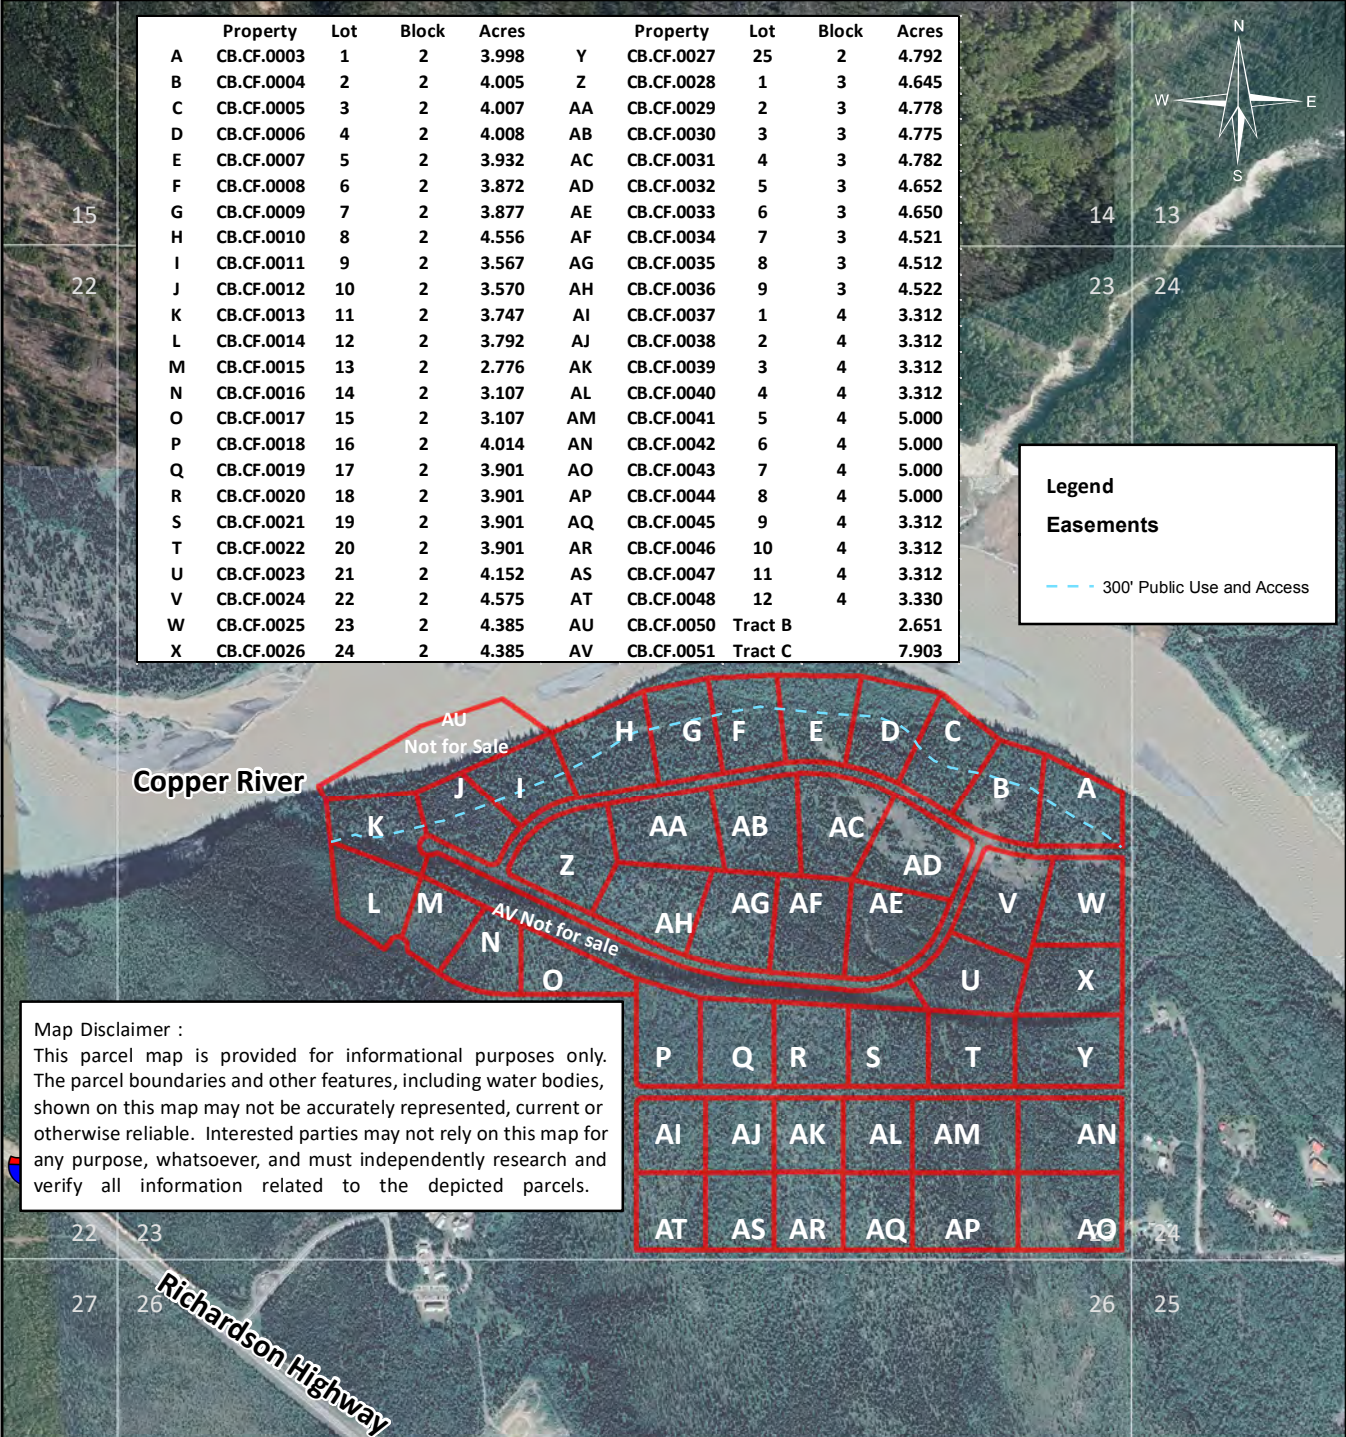 Property Lot Block Acres Property Lot Block Acres
A CB.CF.0003 1 2 3.998 Y CB.CF.0027 25 2 4.792
B CB.CF.0004 2 2 4.005 Z CB.CF.0028 1 3 4.645
C CB.CF.0005 3 2 4.007 AA CB.CF.0029 2 3 4.778
D CB.CF.0006 4 2 4.008 AB CB.CF.0030 3 3 4.775
E CB.CF.0007 5 2 3.932 AC CB.CF.0031 4 3 4.782
F CB.CF.0008 6 2 3.872 AD CB.CF.0032 5 3 4.652
G CB.CF.0009 7 2 3.877 AE CB.CF.0033 6 3 4.650
H CB.CF.0010 8 2 4.556 AF CB.CF.0034 7 3 4.521
I CB.CF.0011 9 2 3.567 AG CB.CF.0035 8 3 4.512
J CB.CF.0012 10 2 3.570 AH CB.CF.0036 9 3 4.522
K CB.CF.0013 11 2 3.747 AI CB.CF.0037 1 4 3.312
L CB.CF.0014 12 2 3.792 AJ CB.CF.0038 2 4 3.312
M CB.CF.0015 13 2 2.776 AK CB.CF.0039 3 4 3.312
N CB.CF.0016 14 2 3.107 AL CB.CF.0040 4 4 3.312
O CB.CF.0017 15 2 3.107 AM CB.CF.0041 5 4 5.000
P CB.CF.0018 16 2 4.014 AN CB.CF.0042 6 4 5.000
Q CB.CF.0019 17 2 3.901 AO CB.CF.0043 7 4 5.000
R CB.CF.0020 18 2 3.901 AP CB.CF.0044 8 4 5.000
S CB.CF.0021 19 2 3.901 AQ CB.CF.0045 9 4 3.312
T CB.CF.0022 20 2 3.901 AR CB.CF.0046 10 4 3.312
U CB.CF.0023 21 2 4.152 AS CB.CF.0047 11 4 3.312
V CB.CF.0024 22 2 4.575 AT CB.CF.0048 12 4 3.330
W CB.CF.0025 23 2 4.385 AU CB.CF.0050 Tract B 2.651
X CB.CF.0026 24 2 4.385 AV CB.CF.0051 Tract C 7.903
N
W E
S
15
14 13
22
23 24
Legend
Easements
300' Public Use and Access
AU
Not for Sale
Copper River
H G F E D C
J I B A
K AA AB AC
Z AD
L M AG AF AE V W
AV Not for sale
AH
N
O U X
P Q R S T Y
AI AJ AK AL AM AN
AT AS AR AQ AP AO
Map Disclaimer :
This parcel map is provided for informational purposes only.
The parcel boundaries and other features, including water bodies,
shown on this map may not be accurately represented, current or
otherwise reliable. Interested parties may not rely on this map for
any purpose, whatsoever, and must independently research and
verify all information related to the depicted parcels.
22 23
23 24
27 26
26 25
Richardson Highway